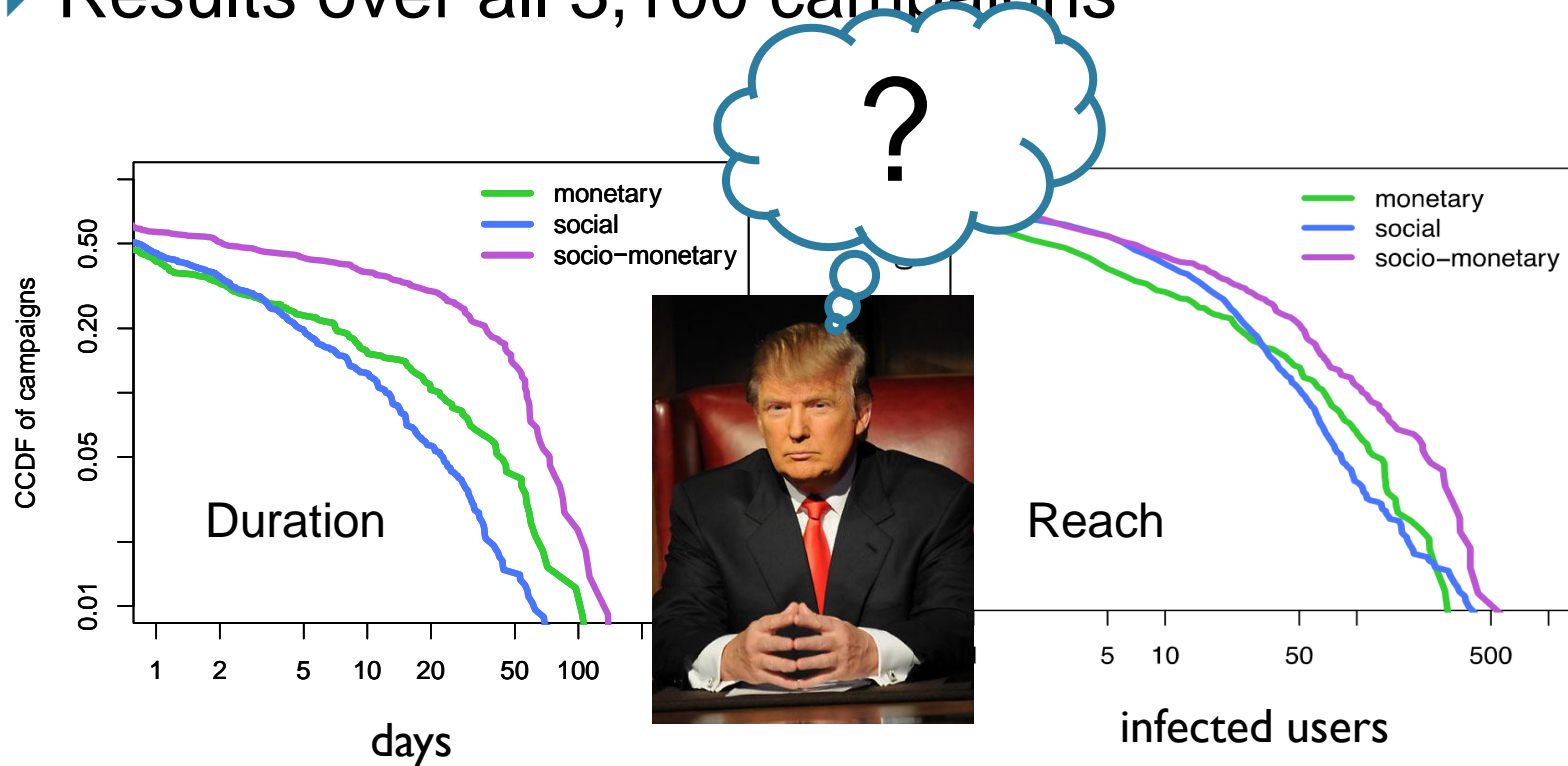 Results over all 3,100 campaigns
?
CCDF of campaigns
0.50
0.20
0.05
0.01
monetary
social
socio−monetary
Duration
1 2 5 10 20 50 100
days
monetary
social
socio−monetary
Reach
5 10 50 500
infected users